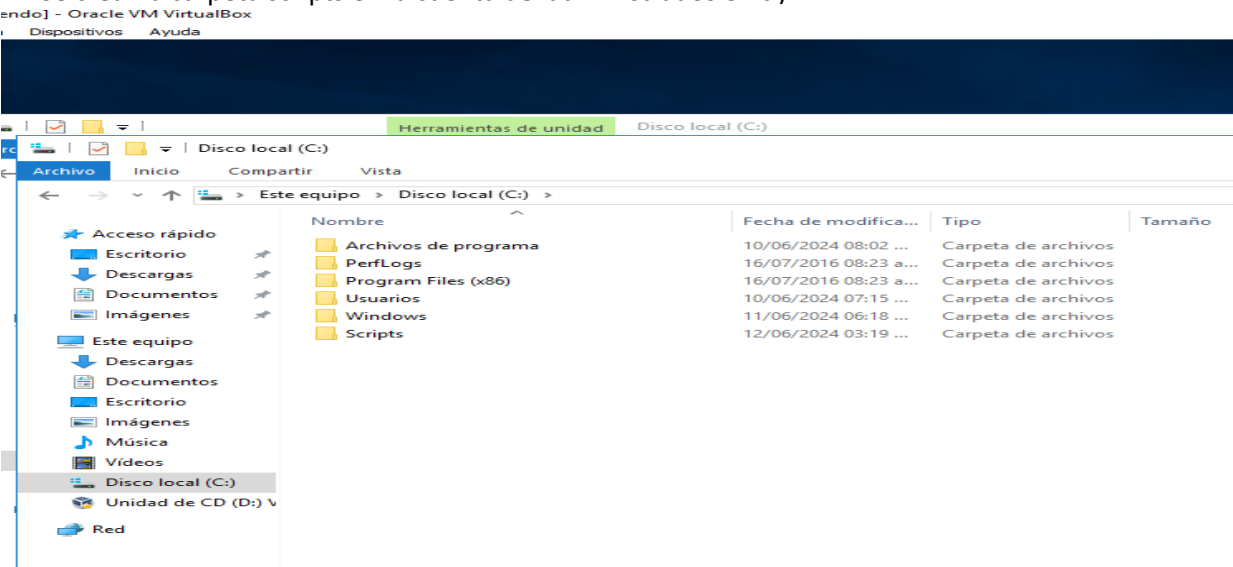 endo] - Oracle VM VirtualBox
Dispositivos Ayuda
Herramientas de unidad Disco local (C:)
Disco local (C:)
Archivo Inicio Compartir Vista
Este equipo > Disco local (C:) >
Nombre Fecha de modifica... Tipo Tamaño
Acceso rápido
Escritorio
Descargas
Documentos
Imágenes
Este equipo
Descargas
Documentos
Escritorio
Imágenes
Música
Vídeos
Disco local (C:)
Unidad de CD (D:) V
Red
Archivos de programa 10/06/2024 08:02 ... Carpeta de archivos
PerfLogs 16/07/2016 08:23 a... Carpeta de archivos
Program Files (x86) 16/07/2016 08:23 a... Carpeta de archivos
Usuarios 10/06/2024 07:15 ... Carpeta de archivos
Windows 11/06/2024 06:18 ... Carpeta de archivos
Scripts 12/06/2024 03:19 ... Carpeta de archivos